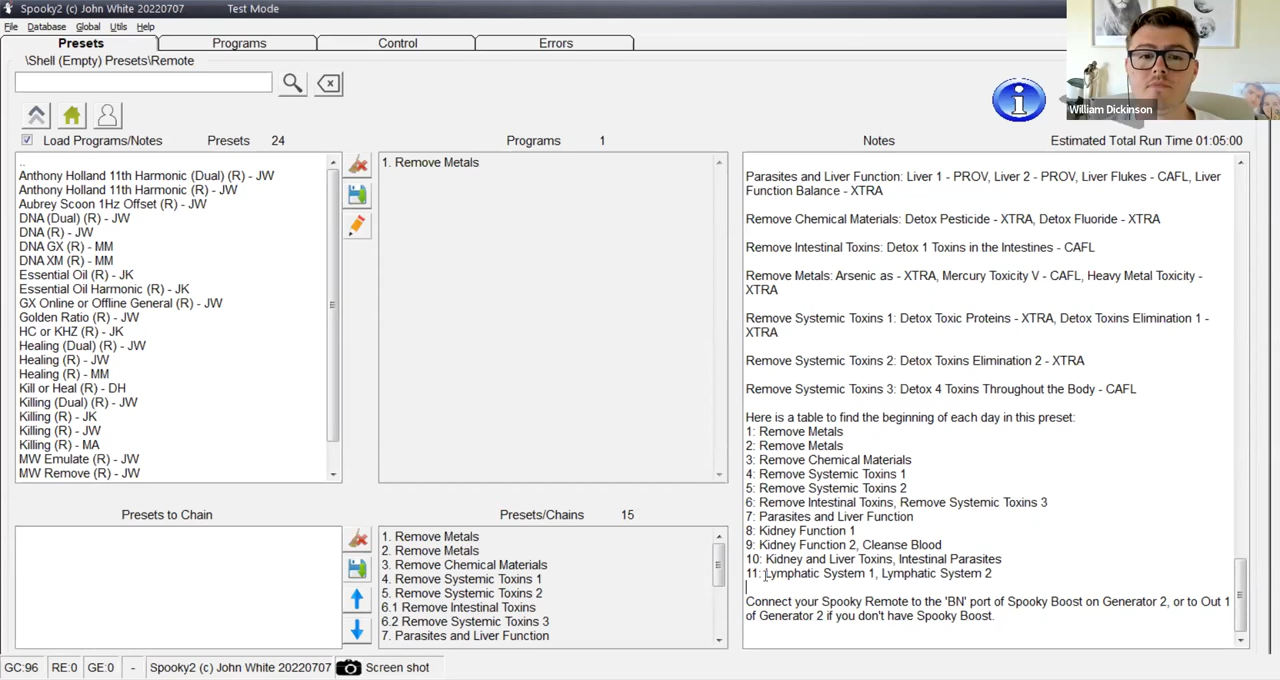 Spooky2 (c) John White 20220707 Test Mode
File Database Global Utils Help
Presets Programs Control Errors
\Shell (Empty) Presets\Remote
William Dickinson
Load Programs/Notes Presets 24 Programs 1 Notes Estimated Total Run Time 01:05:00
..
Anthony Holland 11th Harmonic (Dual) (R) - JW
Anthony Holland 11th Harmonic (R) - JW
Aubrey Scoon 1Hz Offset (R) - JW
DNA (Dual) (R) - JW
DNA (R) - JW
DNA GX (R) - MM
DNA XM (R) - MM
Essential Oil (R) - JK
Essential Oil Harmonic (R) - JK
GX Online or Offline General (R) - JW
Golden Ratio (R) - JW
HC or KHZ (R) - JK
Healing (Dual) (R) - JW
Healing (R) - JW
Healing (R) - MM
Kill or Heal (R) - DH
Killing (Dual) (R) - JW
Killing (R) - JK
Killing (R) - JW
Killing (R) - MA
MW Emulate (R) - JW
MW Remove (R) - JW
1. Remove Metals
Parasites and Liver Function: Liver 1 - PROV, Liver 2 - PROV, Liver Flukes - CAFL, Liver
Function Balance - XTRA
Remove Chemical Materials: Detox Pesticide - XTRA, Detox Fluoride - XTRA
Remove Intestinal Toxins: Detox 1 Toxins in the Intestines - CAFL
Remove Metals: Arsenic as - XTRA, Mercury Toxicity V - CAFL, Heavy Metal Toxicity -
XTRA
Remove Systemic Toxins 1: Detox Toxic Proteins - XTRA, Detox Toxins Elimination 1 -
XTRA
Remove Systemic Toxins 2: Detox Toxins Elimination 2 - XTRA
Remove Systemic Toxins 3: Detox 4 Toxins Throughout the Body - CAFL
Here is a table to find the beginning of each day in this preset:
1: Remove Metals
2: Remove Metals
3: Remove Chemical Materials
4: Remove Systemic Toxins 1
5: Remove Systemic Toxins 2
6: Remove Intestinal Toxins, Remove Systemic Toxins 3
7: Parasites and Liver Function
8: Kidney Function 1
9: Kidney Function 2, Cleanse Blood
10: Kidney and Liver Toxins, Intestinal Parasites
11: Lymphatic System 1, Lymphatic System 2
Connect your Spooky Remote to the 'BN' port of Spooky Boost on Generator 2, or to Out 1
of Generator 2 if you don't have Spooky Boost.
Presets to Chain Presets/Chains 15
1. Remove Metals
2. Remove Metals
3. Remove Chemical Materials
4. Remove Systemic Toxins 1
5. Remove Systemic Toxins 2
6.1 Remove Intestinal Toxins
6.2 Remove Systemic Toxins 3
7. Parasites and Liver Function
GC:96 RE:0 GE:0 - Spooky2 (c) John White 20220707 Screen shot